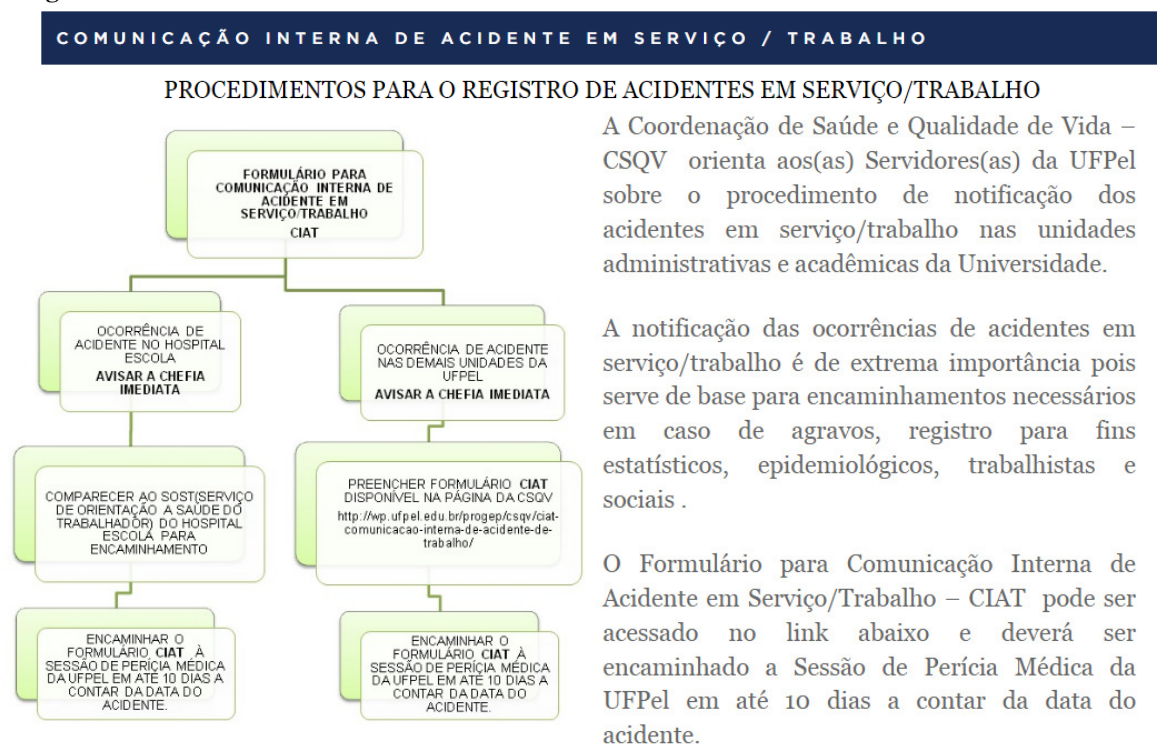 COMUNICAÇÃO INTERNA DE ACIDENTE EM SERVIÇO / TRABALHO
PROCEDIMENTOS PARA O REGISTRO DE ACIDENTES EM SERVIÇO/TRABALHO
FORMULÁRIO PARA
COMUNICAÇÃO INTERNA DE
ACIDENTE EM
SERVIÇO/TRABALHO
CIAT
OCORRÊNCIA DE
ACIDENTE NO HOSPITAL
ESCOLA
AVISAR A CHEFIA
IMEDIATA
COMPARECER AO SOST(SERVIÇO
DE ORIENTAÇÃO A SAÚDE DO
TRABALHADOR) DO HOSPITAL
ESCOLA PARA
ENCAMINHAMENTO
ENCAMINHAR O
FORMULÁRIO CIAT À
SESSÃO DE PERÍCIA MÉDICA
DA UFPEL EM ATÉ 10 DIAS A
CONTAR DA DATA DO
ACIDENTE.
OCORRÊNCIA DE ACIDENTE
NAS DEMAIS UNIDADES DA
UFPEL
AVISAR A CHEFIA IMEDIATA
PREENCHER FORMULÁRIO CIAT
DISPONÍVEL NA PÁGINA DA CSQV
http://wp.ufpel.edu.br/progep/csqv/ciat-
comunicacao-interna-de-acidente-de-
trabalho/
ENCAMINHAR O
FORMULÁRIO CIAT À
SESSÃO DE PERÍCIA MÉDICA
DA UFPEL EM ATÉ 10 DIAS A
CONTAR DA DATA DO
ACIDENTE.
A Coordenação de Saúde e Qualidade de Vida –
CSQV orienta aos(as) Servidores(as) da UFPel
sobre o procedimento de notificação dos
acidentes em serviço/trabalho nas unidades
administrativas e acadêmicas da Universidade.
A notificação das ocorrências de acidentes em
serviço/trabalho é de extrema importância pois
serve de base para encaminhamentos necessários
em caso de agravos, registro para fins
estatísticos, epidemiológicos, trabalhistas e
sociais .
O Formulário para Comunicação Interna de
Acidente em Serviço/Trabalho – CIAT pode ser
acessado no link abaixo e deverá ser
encaminhado a Sessão de Perícia Médica da
UFPel em até 10 dias a contar da data do
acidente.